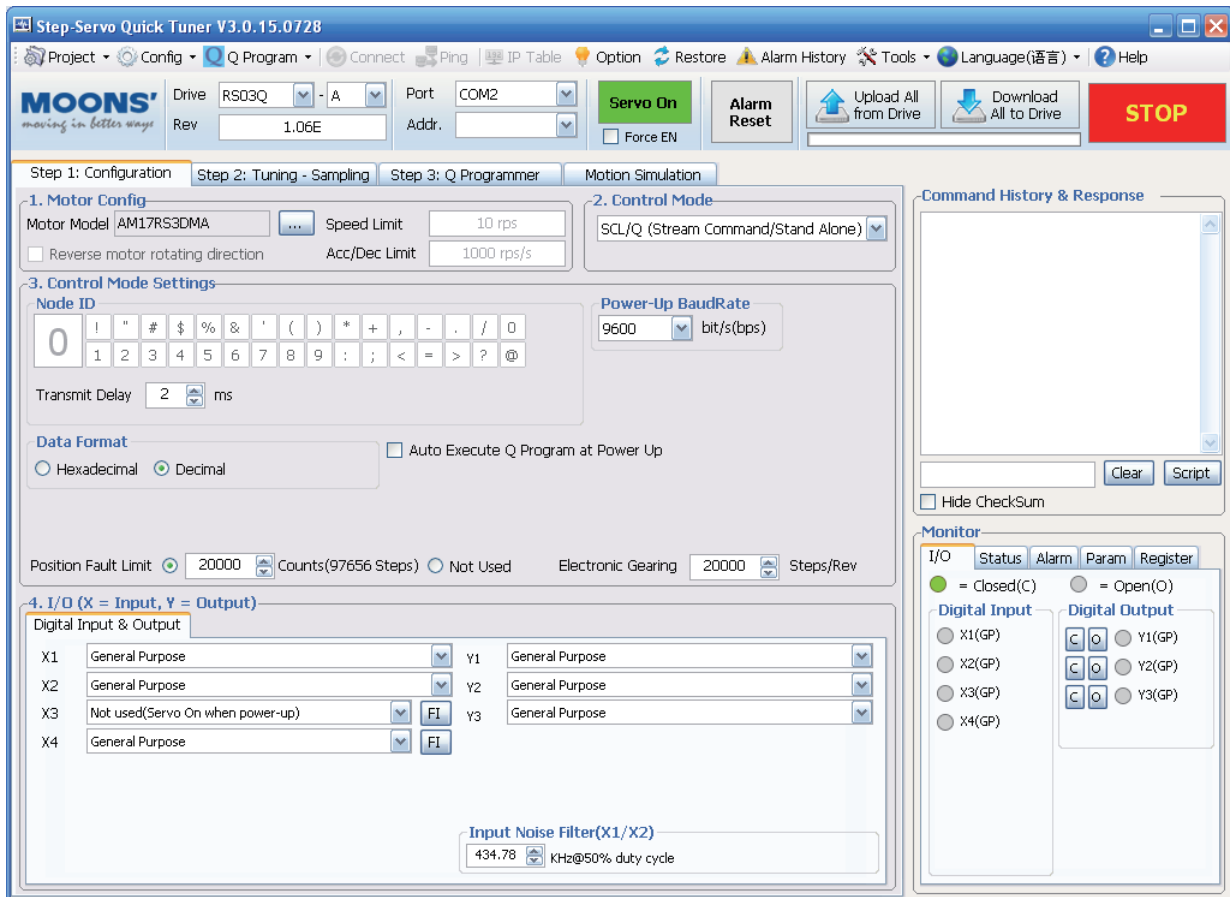 Step-Servo Quick Tuner V3.0.15.0728
Project Config Q Q Program Connect Ping IP Table Option Restore Alarm History Tools Language(语言) ? Help
MOONS'
moving in better ways
Drive RS03Q - A Port COM2
Rev 1.06E Addr.
Servo On
Force EN
Alarm Reset
Upload All from Drive
Download All to Drive
STOP
Step 1: Configuration Step 2: Tuning - Sampling Step 3: Q Programmer Motion Simulation
1. Motor Config
Motor Model AM17RS3DMA ... Speed Limit 10 rps
Reverse motor rotating direction Acc/Dec Limit 1000 rps/s
2. Control Mode
SCL/Q (Stream Command/Stand Alone)
3. Control Mode Settings
Node ID
0
! " # $ % & ' ( ) * + , - . / 0
1 2 3 4 5 6 7 8 9 : ; < = > ? @
Transmit Delay 2 ms
Power-Up BaudRate
9600 bit/s(bps)
Data Format
Hexadecimal Decimal
Auto Execute Q Program at Power Up
Position Fault Limit 20000 Counts(97656 Steps) Not Used Electronic Gearing 20000 Steps/Rev
4. I/O (X = Input, Y = Output)
Digital Input & Output
X1 General Purpose Y1 General Purpose
X2 General Purpose Y2 General Purpose
X3 Not used(Servo On when power-up) FI Y3 General Purpose
X4 General Purpose FI
Input Noise Filter(X1/X2)
434.78 KHz@50% duty cycle
Command History & Response
Clear Script
Hide CheckSum
Monitor
I/O Status Alarm Param Register
= Closed(C) = Open(O)
Digital Input Digital Output
X1(GP) C O Y1(GP)
X2(GP) C O Y2(GP)
X3(GP) C O Y3(GP)
X4(GP)